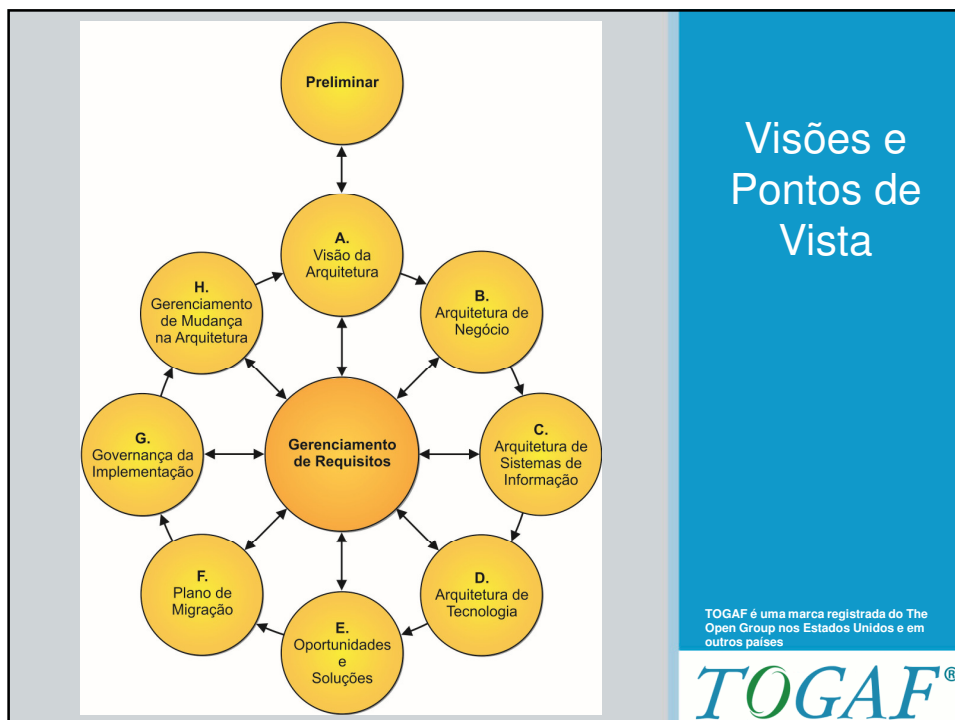 Preliminar
A.
Visão da
Arquitetura
B.
Arquitetura de
Negócio
C.
Arquitetura de
Sistemas de
Informação
D.
Arquitetura de
Tecnologia
E.
Oportunidades
e
Soluções
F.
Plano de
Migração
G.
Governança da
Implementação
H.
Gerenciamento
de Mudança
na Arquitetura
Gerenciamento
de Requisitos
Visões e
Pontos de
Vista
TOGAF é uma marca registrada do The
Open Group nos Estados Unidos e em
outros países
TOGAF®